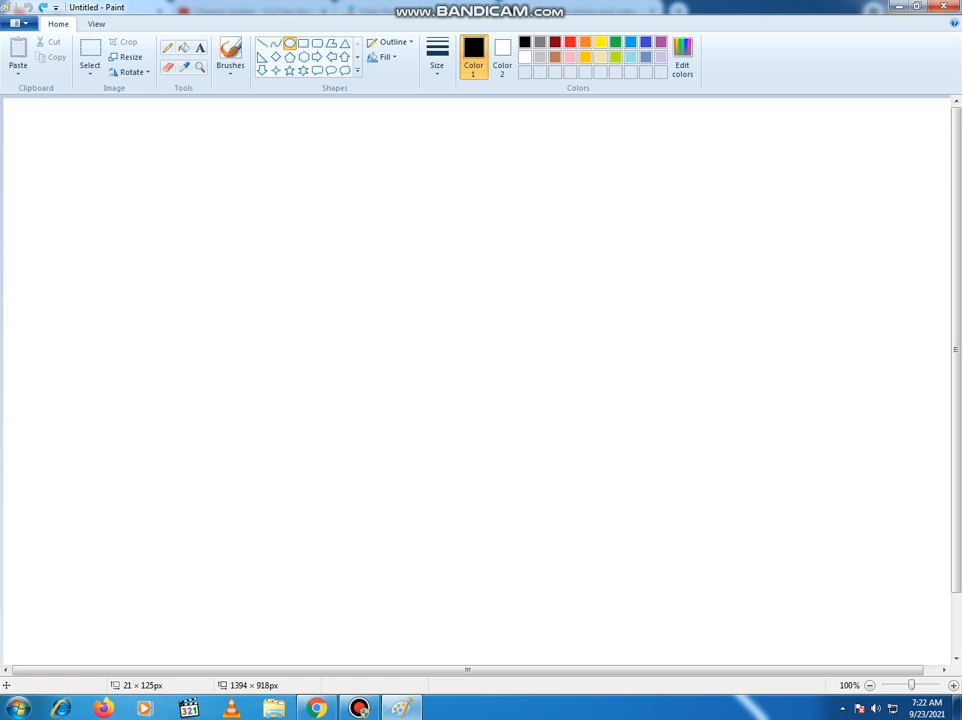 Untitled - Paint
www.BANDICAM.com
Home
View
Paste
Cut
Copy
Clipboard
Select
Crop
Resize
Rotate
Image
Tools
Brushes
Shapes
Outline
Fill
Size
Color 1
Color 2
Edit colors
Colors
21 × 125px
1394 × 918px
100%
321
7:22 AM
9/23/2021